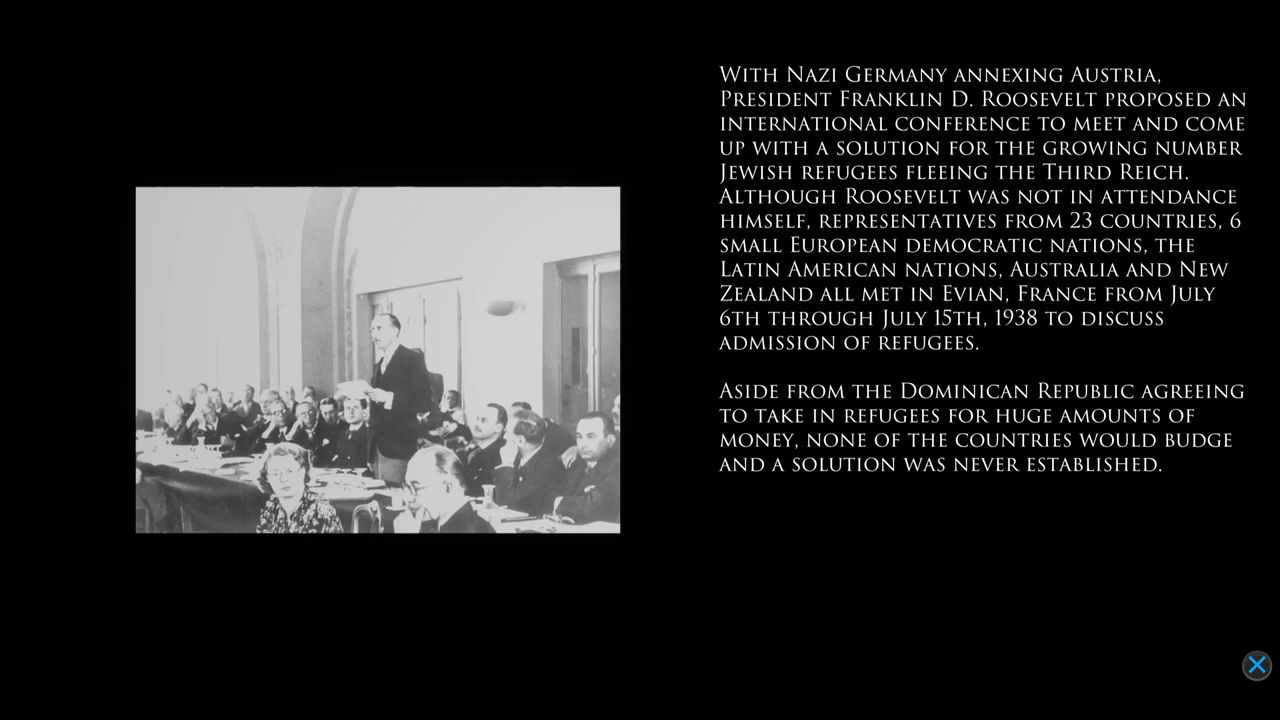 With Nazi Germany annexing Austria,
President Franklin D. Roosevelt proposed an
international conference to meet and come
up with a solution for the growing number
Jewish refugees fleeing the Third Reich.
Although Roosevelt was not in attendance
himself, representatives from 23 countries, 6
small European democratic nations, the
Latin American nations, Australia and New
Zealand all met in Evian, France from July
6th through July 15th, 1938 to discuss
admission of refugees.
Aside from the Dominican Republic agreeing
to take in refugees for huge amounts of
money, none of the countries would budge
and a solution was never established.